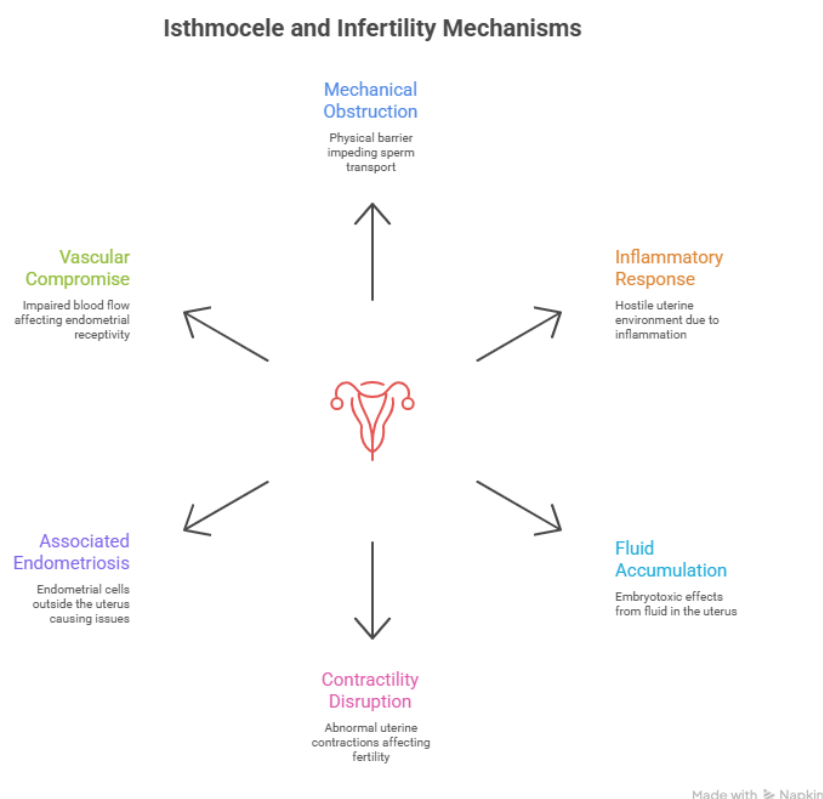 Isthmocele and Infertility Mechanisms
Mechanical
Obstruction
Physical barrier
impeding sperm
transport
Vascular
Compromise
Impaired blood flow
affecting endometrial
receptivity
Inflammatory
Response
Hostile uterine
environment due to
inflammation
Associated
Endometriosis
Endometrial cells
outside the uterus
causing issues
Fluid
Accumulation
Embryotoxic effects
from fluid in the uterus
Contractility
Disruption
Abnormal uterine
contractions affecting
fertility
Made with Napkin